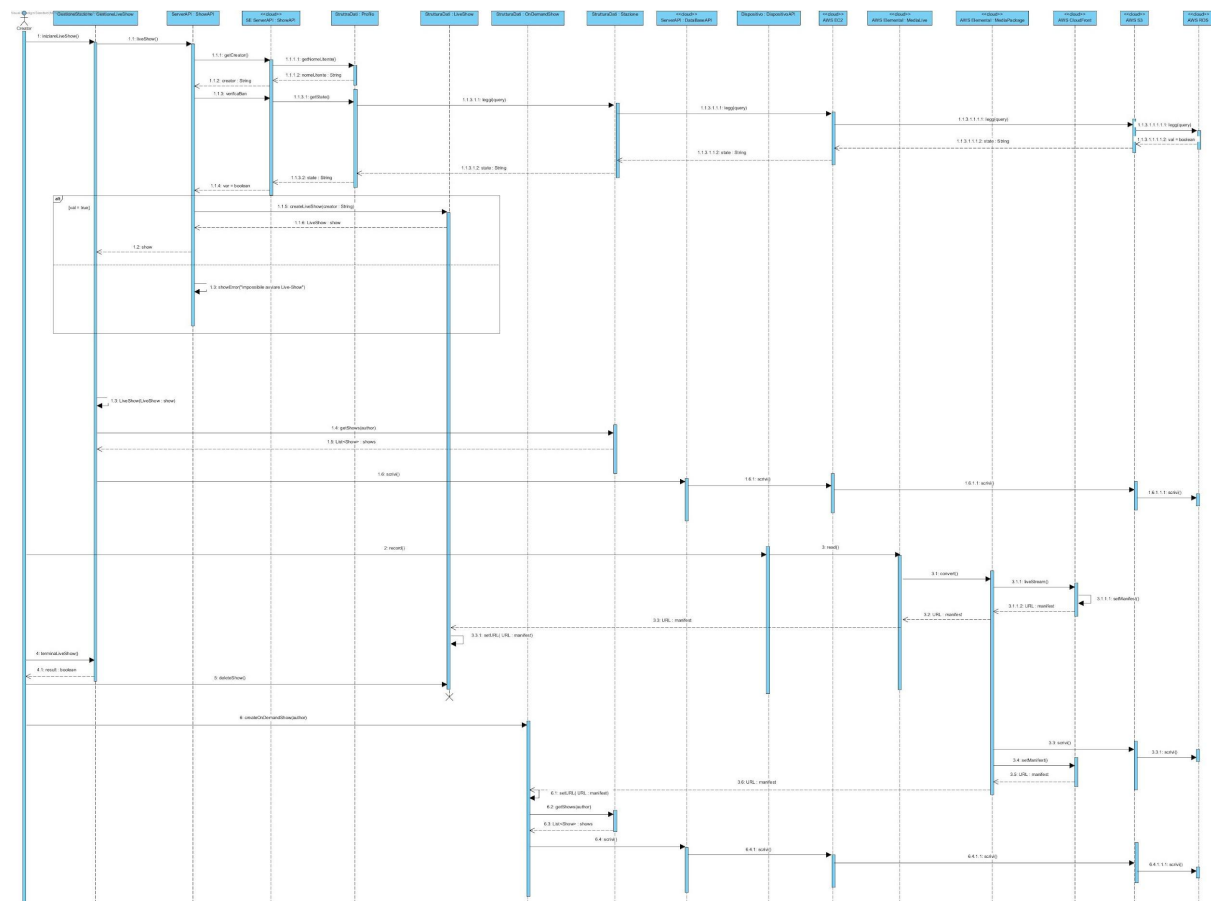 GestioneStazione : GestioneLiveShow
ServerAPI : ShowAPI
<<cloud>>
SE ServerAPI : ShowAPI
StrutturaDati : Profilo
StrutturaDati : LiveShow
StrutturaDati : OnDemandShow
StrutturaDati : Stazione
<<cloud>>
ServerAPI : DataBaseAPI
Dispositivo : DispositivoAPI
<<cloud>>
AWS EC2
<<cloud>>
AWS Elemental : MediaLive
<<cloud>>
AWS Elemental : MediaPackage
<<cloud>>
AWS CloudFront
<<cloud>>
AWS S3
<<cloud>>
AWS RDS
Creator
1: iniziareLiveShow()
1.1: liveShow()
1.1.1: getCreator()
1.1.1.1: getNomeUtente()
1.1.1.2: nomeUtente : String
1.1.2: creator : String
1.1.3: verificaBan
1.1.3.1: getStato()
1.1.3.1.1: leggi(query)
1.1.3.1.1.1: leggi(query)
1.1.3.1.1.1.1: leggi(query)
1.1.3.1.1.1.1.1: leggi(query)
1.1.3.1.1.1.1.2: val = boolean
1.1.3.1.1.1.2: state : String
1.1.3.1.1.2: state : String
1.1.3.1.2: state : String
1.1.3.2: state : String
1.1.4: var = boolean
alt
[val = true]
1.1.5: createLiveShow(creator : String)
1.1.6: LiveShow : show
1.2: show
1.2: showError("Impossibile avviare Live-Show")
1.3: LiveShow(LiveShow : show)
1.4: getShows(author)
1.5: List<Show> : shows
1.6: scrivi()
1.6.1: scrivi()
1.6.1.1: scrivi()
1.6.1.1.1: scrivi()
2: record()
3: read()
3.1: convert()
3.1.1: liveStream()
3.1.1.1: setManifest()
3.1.1.2: URL : manifest
3.2: URL : manifest
3.3: URL : manifest
3.3.1: setURL( URL : manifest)
4: terminaLiveShow()
4.1: result : boolean
5: deleteShow()
6: createOnDemandShow(author)
3.3: scrivi()
3.3.1: scrivi()
3.4: setManifest()
3.5: URL : manifest
3.6: URL : manifest
6.1: setURL( URL : manifest)
6.2: getShows(author)
6.3: List<Show> : shows
6.4: scrivi()
6.4.1: scrivi()
6.4.1.1: scrivi()
6.4.1.1.1: scrivi()